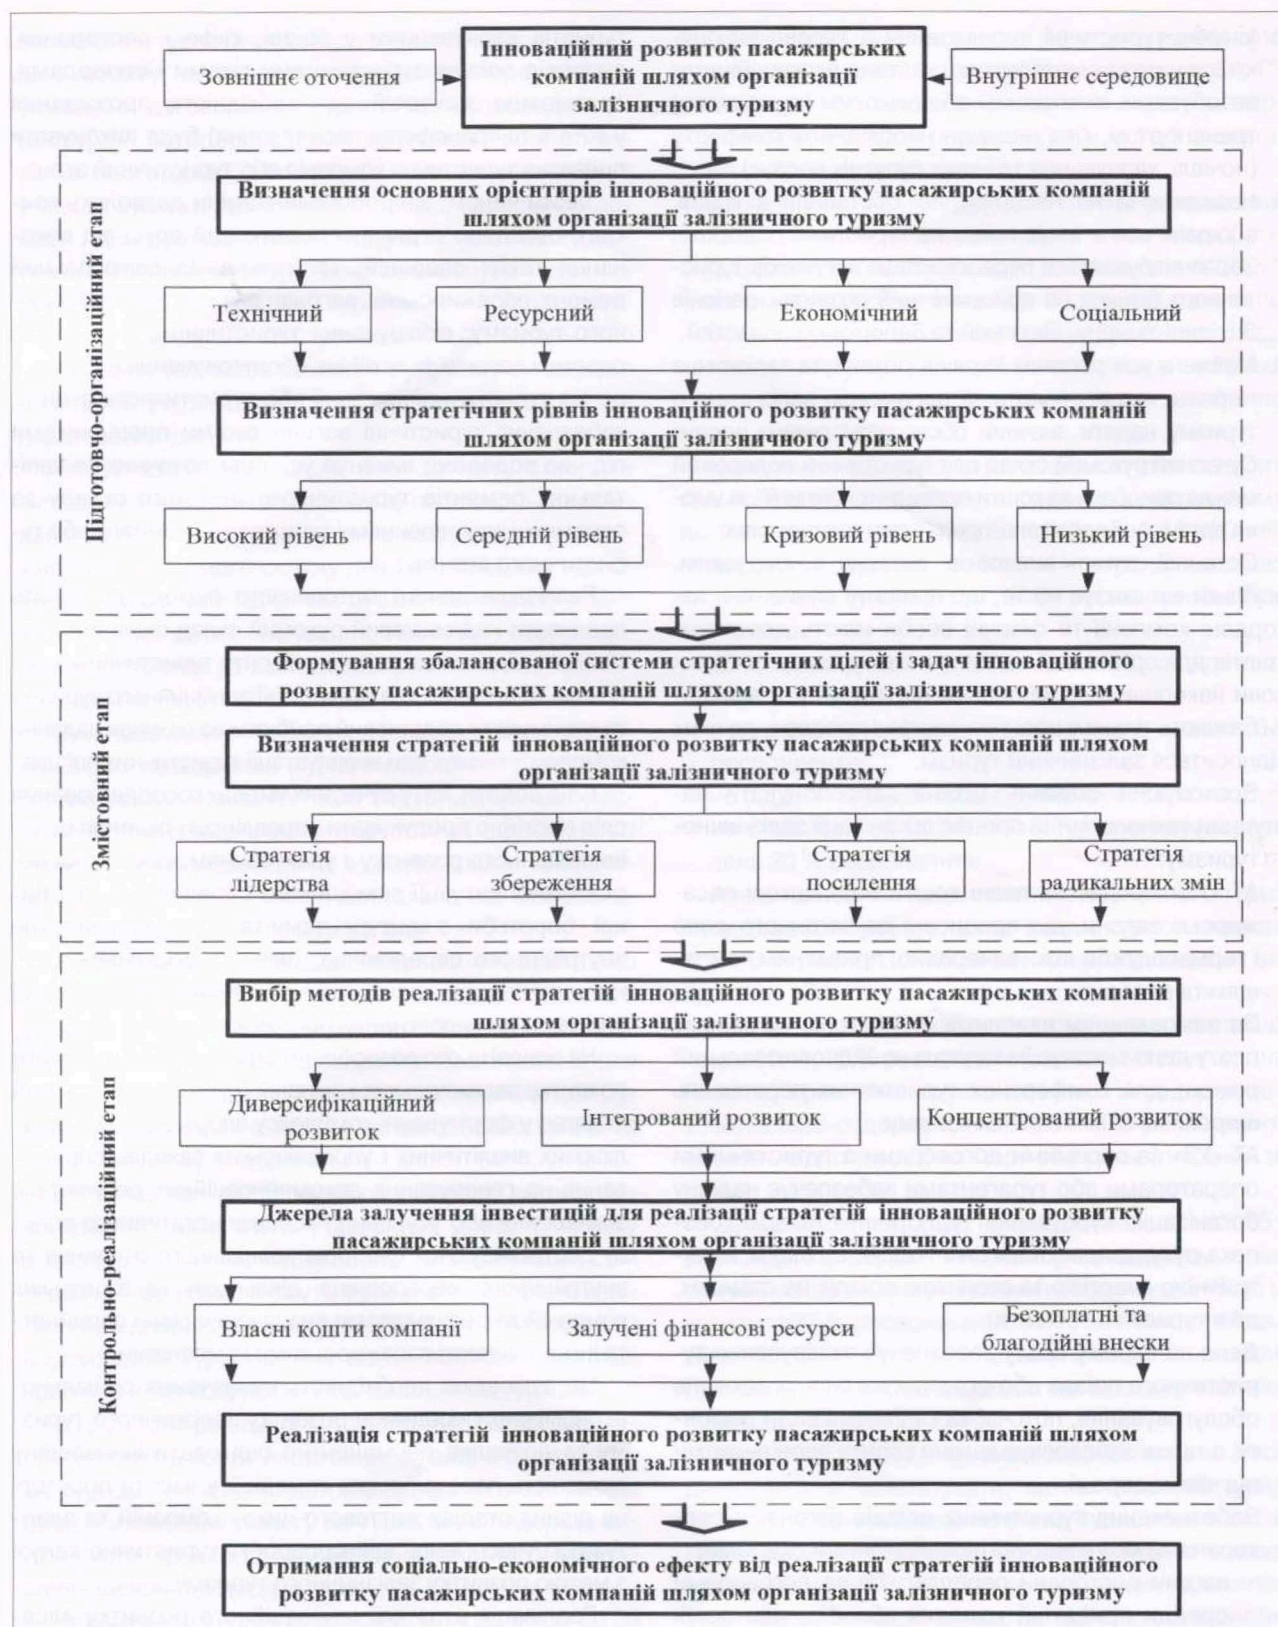 Инноваційний розвиток пасажирських
компаній шляхом організації
залізничного туризму
Зовнішнє оточення
Внутрішнє середовище
Підготовчо-організаційний етап
Визначення основних орієнтирів інноваційного розвитку пасажирських компаній
шляхом організації залізничного туризму
Технічний
Ресурсний
Економічний
Соціальний
Визначення стратегічних рівнів інноваційного розвитку пасажирських компаній
шляхом організації залізничного туризму
Високий рівень
Середній рівень
Кризовий рівень
Низький рівень
Змістовний етап
Формування збалансованої системи стратегічних цілей і задач інноваційного
розвитку пасажирських компаній шляхом організації залізничного туризму
Визначення стратегій інноваційного розвитку пасажирських компаній шляхом
організації залізничного туризму
Стратегія
лідерства
Стратегія
збереження
Стратегія
посилення
Стратегія
радикальних змін
Контрольно-реалізаційний етап
Вибір методів реалізації стратегій інноваційного розвитку пасажирських компаній
шляхом організації залізничного туризму
Диверсифікаційний
розвиток
Інтегрований розвиток
Концентрований розвиток
Джерела залучення інвестицій для реалізації стратегій інноваційного розвитку
пасажирських компаній шляхом організації залізничного туризму
Власні кошти компанії
Залучені фінансові ресурси
Безоплатні та
благодійні внески
Реалізація стратегій інноваційного розвитку пасажирських компаній шляхом
організації залізничного туризму
Отримання соціально-економічного ефекту від реалізації стратегій інноваційного
розвитку пасажирських компаній шляхом організації залізничного туризму